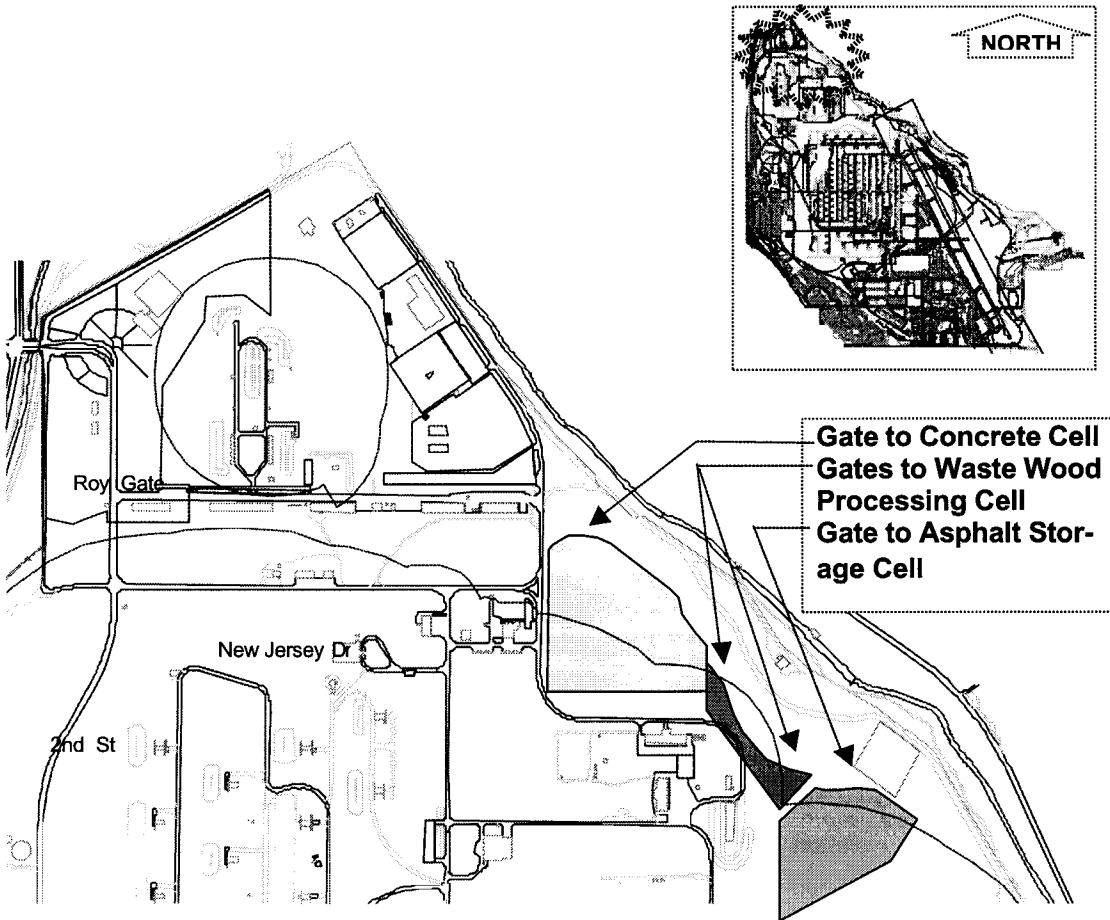 NORTH
Gate to Concrete Cell
Gates to Waste Wood
Processing Cell
Gate to Asphalt Stor-
age Cell
Roy Gate
New Jersey Dr
2nd St